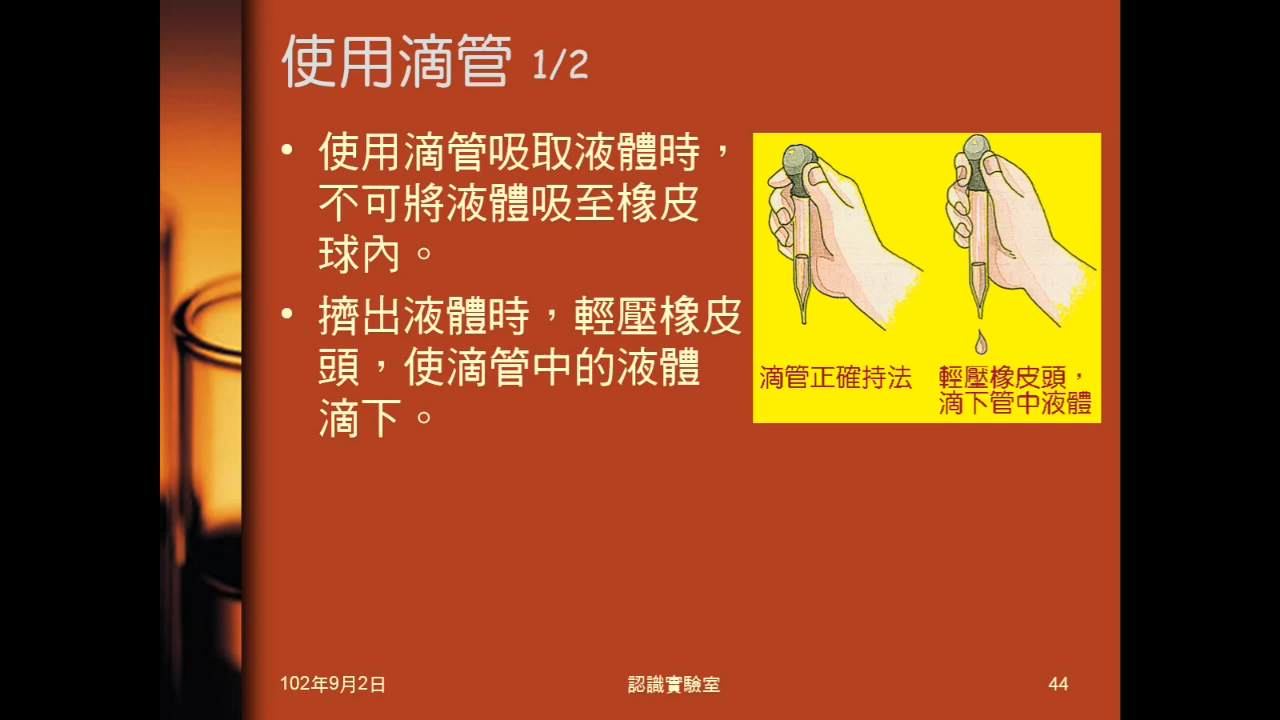 使用滴管 1/2
• 使用滴管吸取液體時，
不可將液體吸至橡皮
球內。
• 擠出液體時，輕壓橡皮
頭，使滴管中的液體
滴下。
滴管正確持法
輕壓橡皮頭，
滴下管中液體
102年9月2日
認識實驗室
44